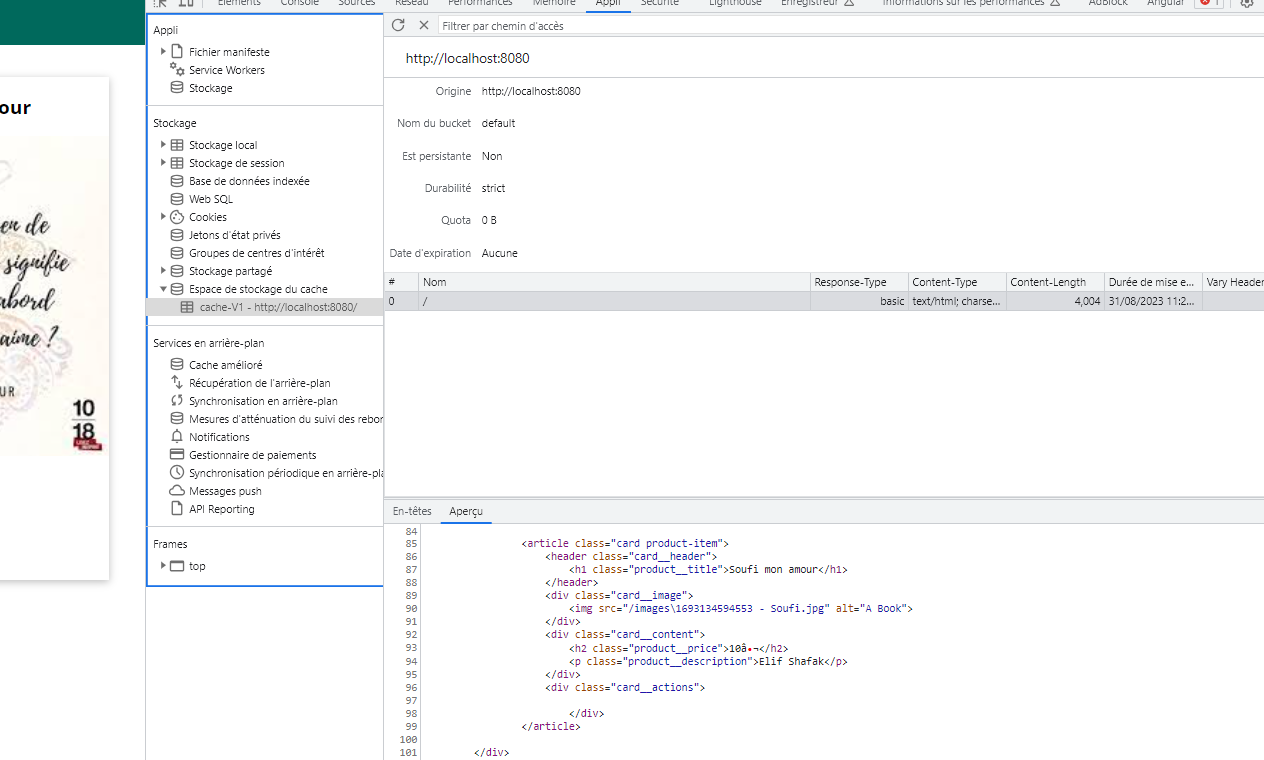 Éléments Console Sources Réseau Performances Mémoire Appli Sécurité Lighthouse Enregistreur Informations sur les performances AdBlock Angular 1
Appli
Fichier manifeste
Service Workers
Stockage
Stockage
Stockage local
Stockage de session
Base de données indexée
Web SQL
Cookies
Jetons d'état privés
Groupes de centres d'intérêt
Stockage partagé
Espace de stockage du cache
cache-V1 - http://localhost:8080/
Services en arrière-plan
Cache amélioré
Récupération de l'arrière-plan
Synchronisation en arrière-plan
Mesures d'atténuation du suivi des rebon
Notifications
Gestionnaire de paiements
Synchronisation périodique en arrière-pla
Messages push
API Reporting
Frames
top
our
en de
signifie
abord
aime ?
UR
10
18
Filtrer par chemin d'accès
http://localhost:8080
Origine http://localhost:8080
Nom du bucket default
Est persistante Non
Durabilité strict
Quota 0 B
Date d'expiration Aucune
# Nom Response-Type Content-Type Content-Length Durée de mise e... Vary Header
0 / basic text/html; charse... 4,004 31/08/2023 11:2...
En-têtes Aperçu
84
85 <article class="card product-item">
86 <header class="card__header">
87 <h1 class="product__title">Soufi mon amour</h1>
88 </header>
89 <div class="card__image">
90 <img src="/images\1693134594553 - Soufi.jpg" alt="A Book">
91 </div>
92 <div class="card__content">
93 <h2 class="product__price">10â•¬</h2>
94 <p class="product__description">Elif Shafak</p>
95 </div>
96 <div class="card__actions">
97
98 </div>
99 </article>
100
101 </div>